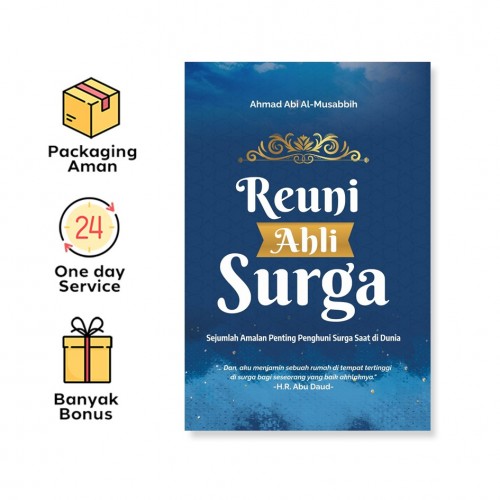 Packaging
Aman
24
One day
Service
Banyak
Bonus
Ahmad Abi Al-Musabbih
Reuni
Ahli
Surga
Sejumlah Amalan Penting Penghuni Surga Saat di Dunia
"... Dan, aku menjamin sebuah rumah di tempat tertinggi
di surga bagi seseorang yang baik akhlaknya."
-H.R. Abu Daud-